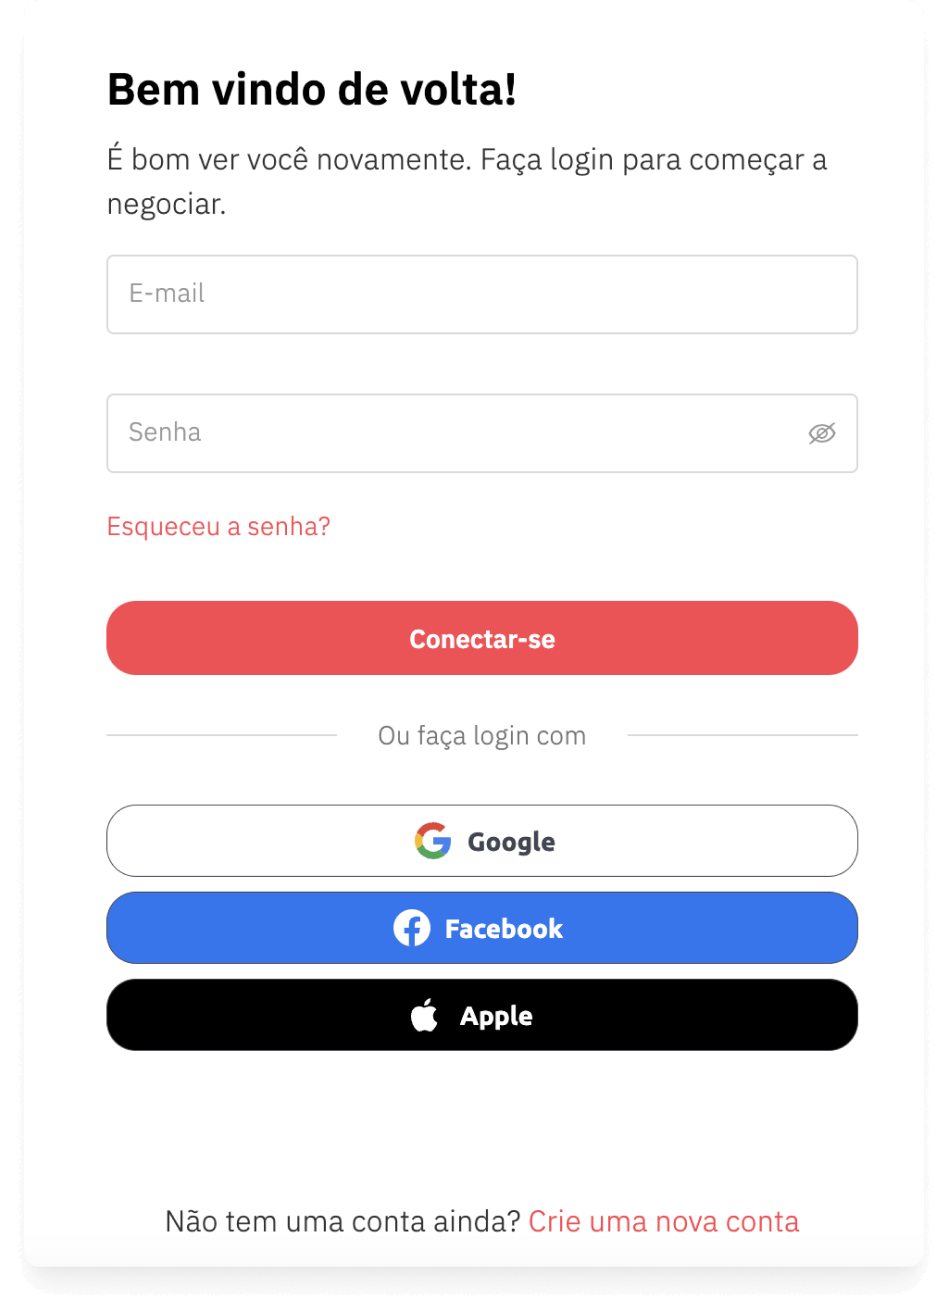 Bem vindo de volta!
É bom ver você novamente. Faça login para começar a
negociar.
E-mail
Senha
Esqueceu a senha?
Conectar-se
Ou faça login com
Google
Facebook
Apple
Não tem uma conta ainda? Crie uma nova conta